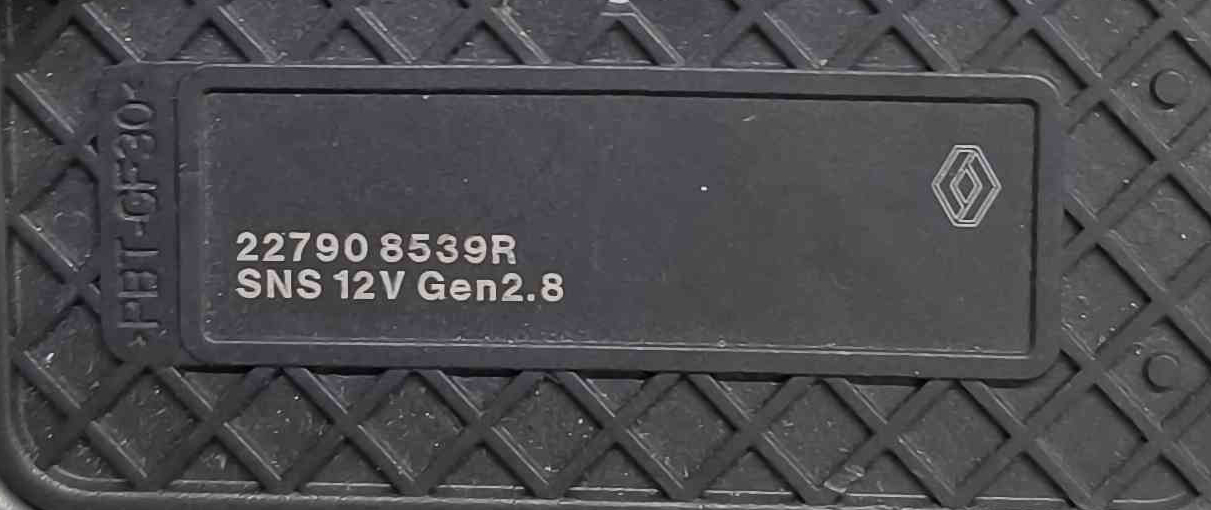 22790 8539R
SNS 12V Gen2.8
>PBT-GF30<